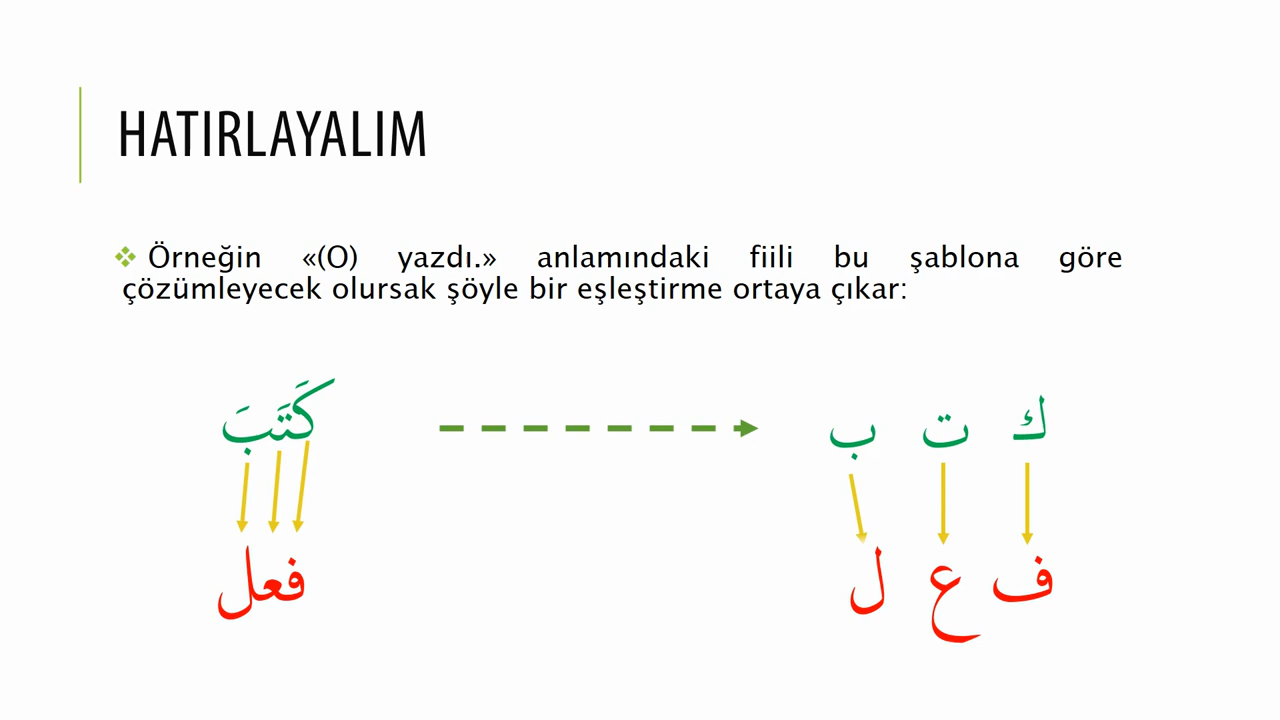 HATIRLAYALIM
❖ Örneğin «(O) yazdı.» anlamındaki fiili bu şablona göre
çözümleyecek olursak şöyle bir eşleştirme ortaya çıkar:
كَتَبَ
ك ت ب
فعل
ف ع ل